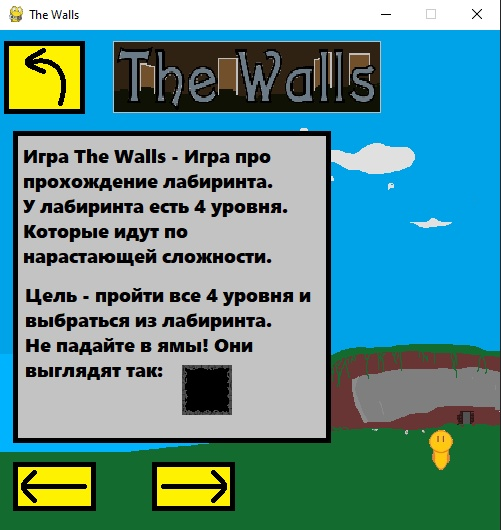 The Walls
The Walls
Игра The Walls - Игра про
прохождение лабиринта.
У лабиринта есть 4 уровня.
Которые идут по
нарастающей сложности.
Цель - пройти все 4 уровня и
выбраться из лабиринта.
Не падайте в ямы! Они
выглядят так: